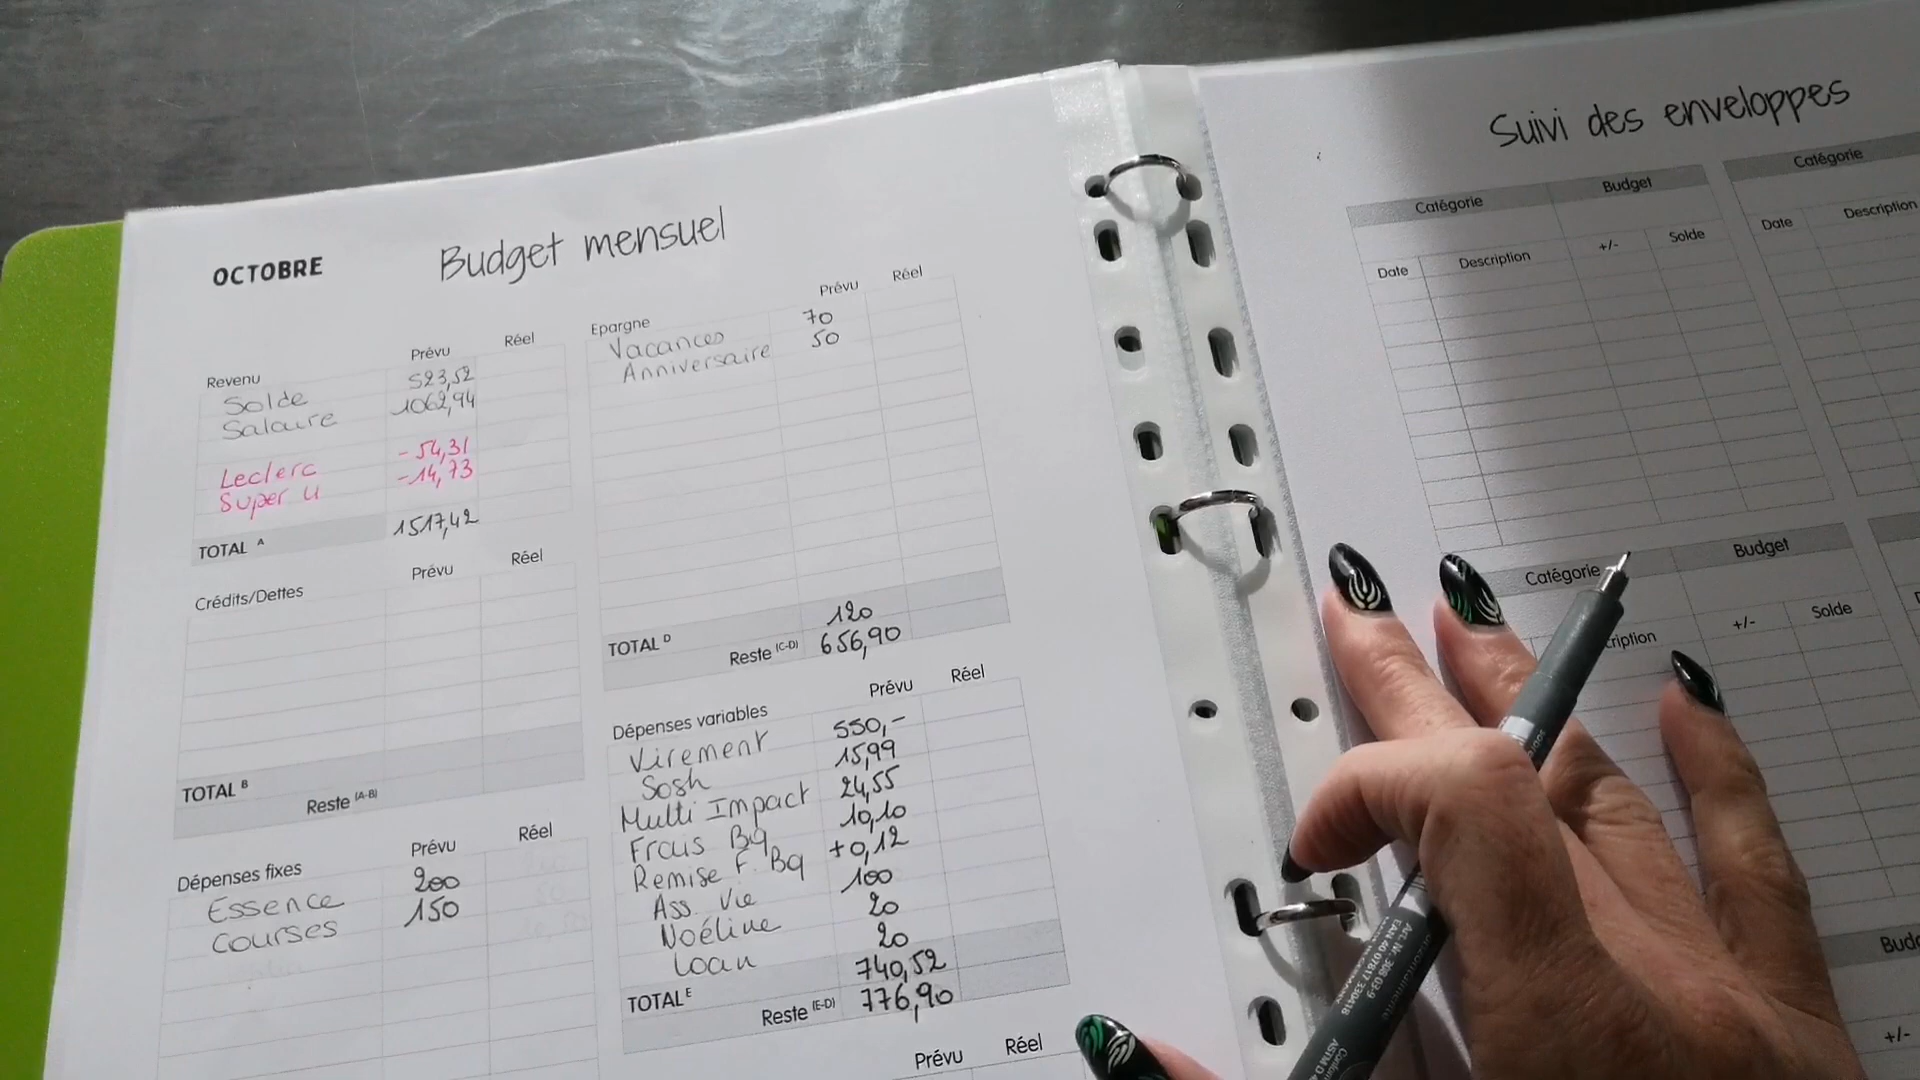 OCTOBRE
Budget mensuel
Revenu Prévu Réel
Solde 523,52
Salaire 1062,94
Leclerc - 54,31
Super U -14,73
TOTAL A 1517,42
Crédits/Dettes Prévu Réel
TOTAL B
Reste (A-B)
Dépenses fixes Prévu Réel
Essence 200
Courses 150
Epargne Prévu Réel
Vacances 70
Anniversaire 50
TOTAL D 120
Reste (C-D) 656,90
Dépenses variables Prévu Réel
Virement 550,-
Sosh 15,99
Multi Impact 24,55
Frais Bq 10,10
Remise F. Bq +0,12
Ass. Vie 100
Noéline 20
Loan 20
TOTAL E 740,52
Reste (E-D) 776,90
Prévu Réel
Suivi des enveloppes
Catégorie Budget
Date Description +/- Solde
Catégorie
Date Description
Catégorie Budget
+/- Solde
+/-